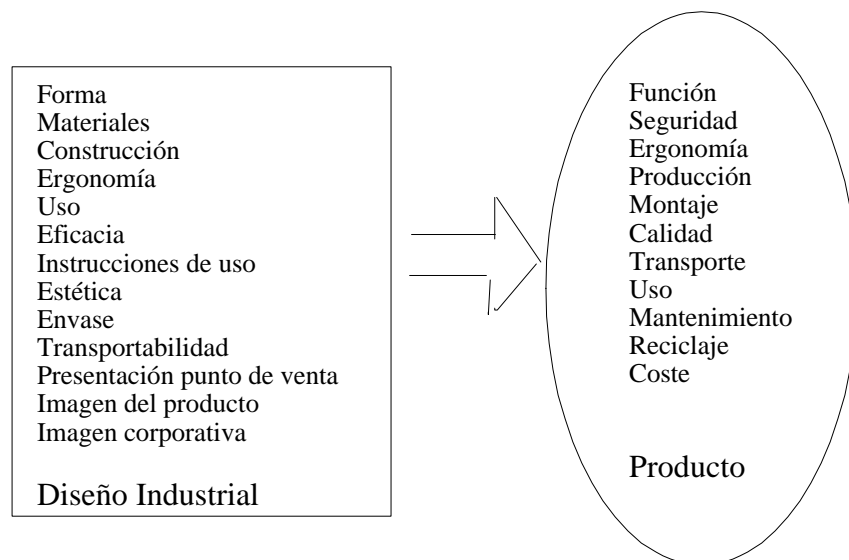 Forma
Materiales
Construcción
Ergonomía
Uso
Eficacia
Instrucciones de uso
Estética
Envase
Transportabilidad
Presentación punto de venta
Imagen del producto
Imagen corporativa
Diseño Industrial
Función
Seguridad
Ergonomía
Producción
Montaje
Calidad
Transporte
Uso
Mantenimiento
Reciclaje
Coste
Producto